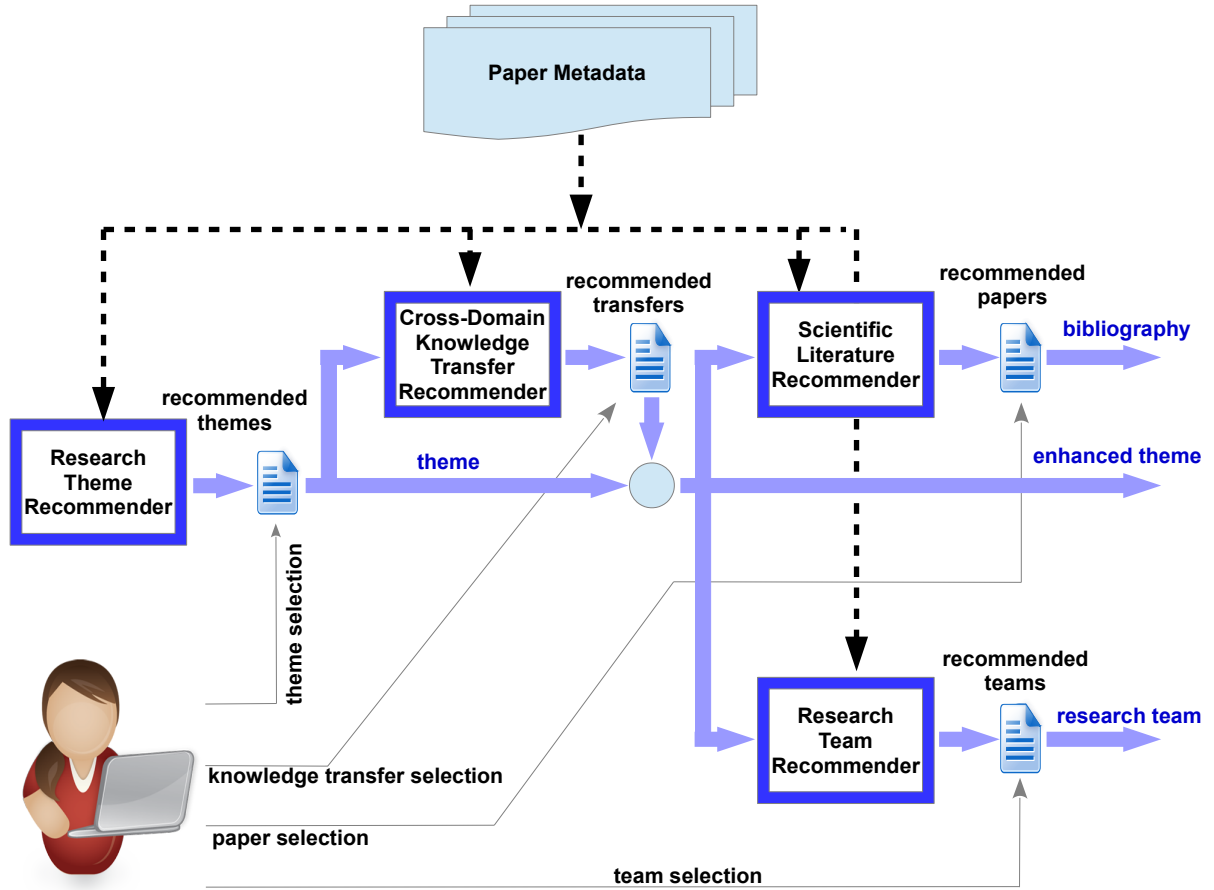 Paper Metadata
recommended
transfers
recommended
papers
Cross-Domain
Knowledge
Transfer
Recommender
Scientific
Literature
Recommender
bibliography
recommended
themes
Research
Theme
Recommender
theme
enhanced theme
theme selection
recommended
teams
Research
Team
Recommender
research team
knowledge transfer selection
paper selection
team selection